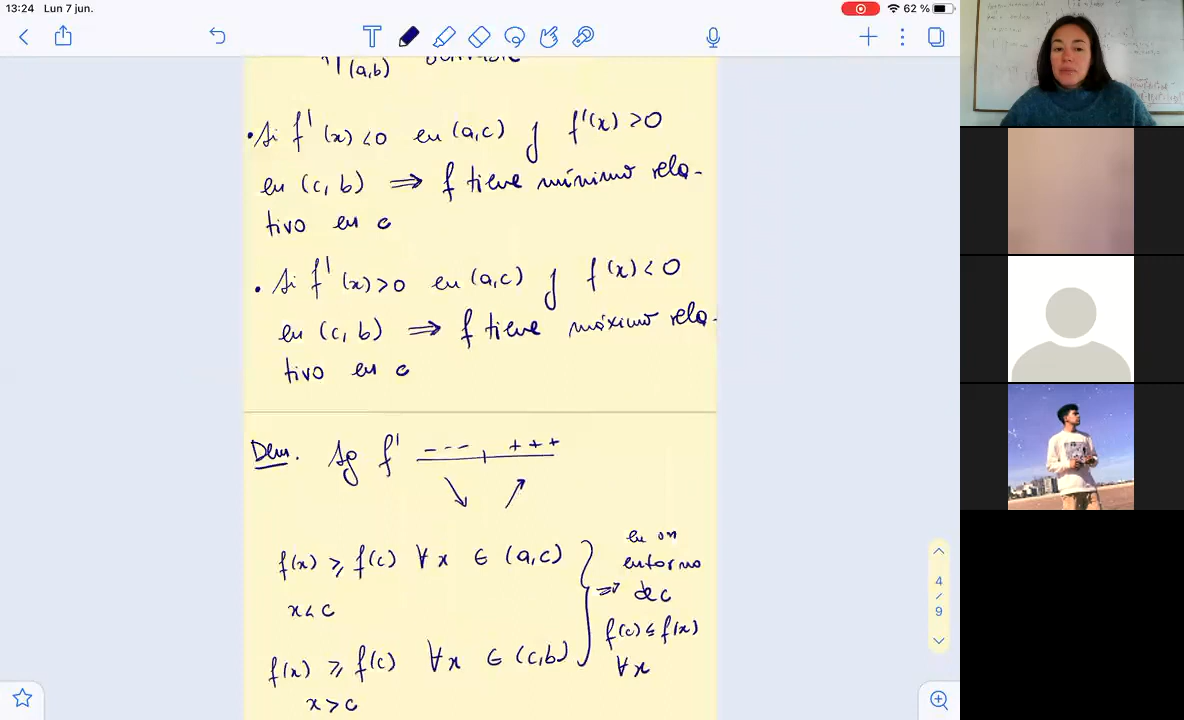 13:24 Lun 7 jun.
62 %
(a,b)
• Si f'(x) < 0 en (a,c) y f'(x) > 0
en (c,b) ⇒ f tiene mínimo rela-
tivo en c
• Si f'(x) > 0 en (a,c) y f'(x) < 0
en (c,b) ⇒ f tiene máximo rela-
tivo en c
Dem. Sg f' --- +++
f(x) ≥ f(c) ∀x ∈ (a,c)
x < c
f(x) ≥ f(c) ∀x ∈ (c,b)
x > c
⇒ en un
entorno
de c
f(c) ≤ f(x)
∀x
4
/
9